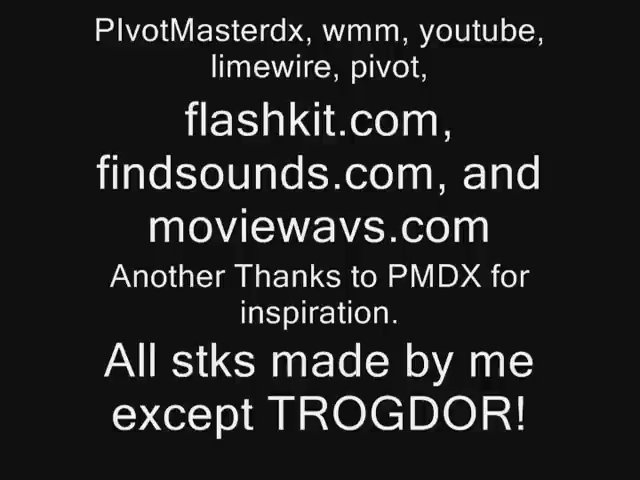 PIvotMasterdx, wmm, youtube,
limewire, pivot,
flashkit.com,
findsounds.com, and
moviewavs.com
Another Thanks to PMDX for
inspiration.
All stks made by me
except TROGDOR!